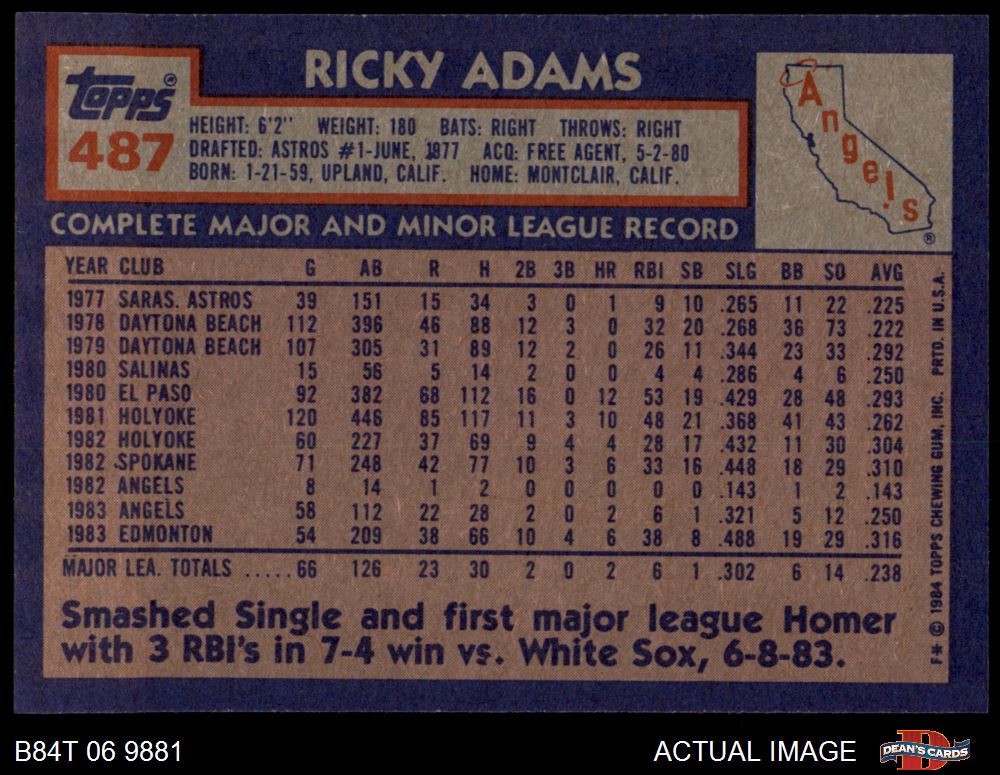 RICKY ADAMS
Topps®
487
HEIGHT: 6'2" WEIGHT: 180 BATS: RIGHT THROWS: RIGHT
DRAFTED: ASTROS #1-JUNE, 1977 ACQ: FREE AGENT, 5-2-80
BORN: 1-21-59, UPLAND, CALIF. HOME: MONTCLAIR, CALIF.
Angels
®
COMPLETE MAJOR AND MINOR LEAGUE RECORD
YEAR CLUB G AB R H 2B 3B HR RBI SB SLG BB SO AVG
1977 SARAS. ASTROS 39 151 15 34 3 0 1 9 10 .265 11 22 .225
1978 DAYTONA BEACH 112 396 46 88 12 3 0 32 20 .268 36 73 .222
1979 DAYTONA BEACH 107 305 31 89 12 2 0 26 11 .344 23 33 .292
1980 SALINAS 15 56 5 14 2 0 0 4 4 .286 4 6 .250
1980 EL PASO 92 382 68 112 16 0 12 53 19 .429 28 48 .293
1981 HOLYOKE 120 446 85 117 11 3 10 48 21 .368 41 43 .262
1982 HOLYOKE 60 227 37 69 9 4 4 28 17 .432 11 30 .304
1982 SPOKANE 71 248 42 77 10 3 6 33 16 .448 18 29 .310
1982 ANGELS 8 14 1 2 0 0 0 0 0 .143 1 2 .143
1983 ANGELS 58 112 22 28 2 0 2 6 1 .321 5 12 .250
1983 EDMONTON 54 209 38 66 10 4 6 38 8 .488 19 29 .316
MAJOR LEA. TOTALS .....66 126 23 30 2 0 2 6 1 .302 6 14 .238
Smashed Single and first major league Homer
with 3 RBI's in 7-4 win vs. White Sox, 6-8-83.
F* © 1984 TOPPS CHEWING GUM, INC. PRTD. IN U.S.A.
B84T 06 9881
ACTUAL IMAGE
DEAN'S CARDS